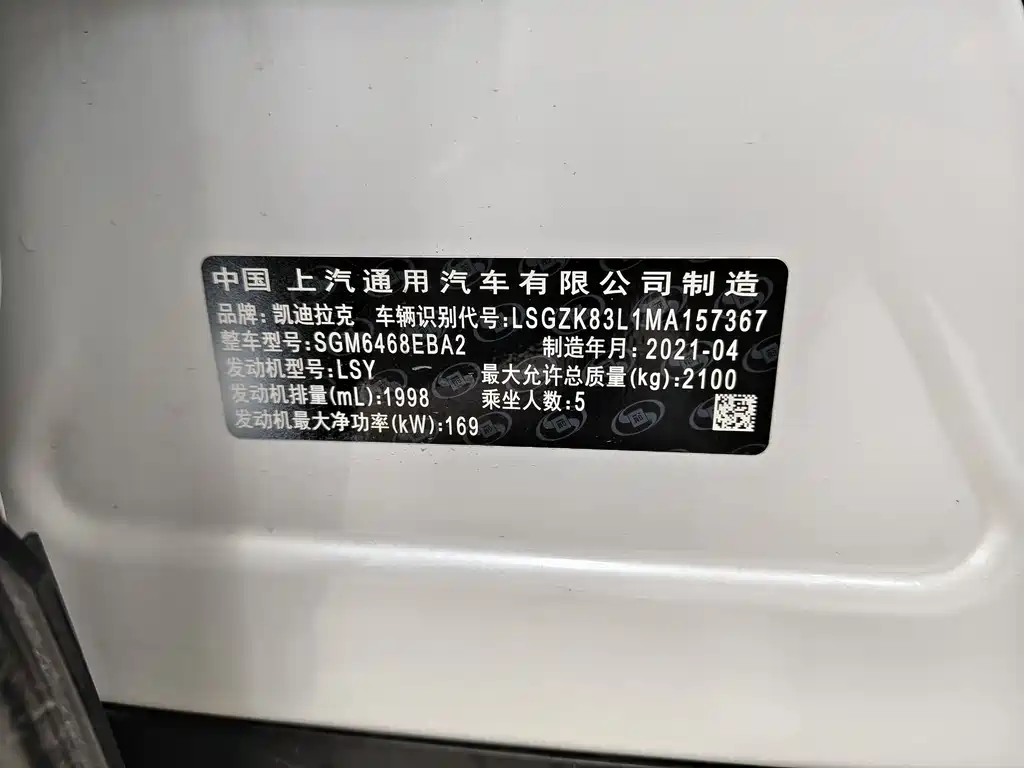 中国 上汽通用汽车有限公司制造
品牌: 凯迪拉克 车辆识别代号:LSGZK83L1MA157367
整车型号:SGM6468EBA2 制造年月: 2021-04
发动机型号:LSY 最大允许总质量(kg):2100
发动机排量(mL):1998 乘坐人数:5
发动机最大净功率(kW):169